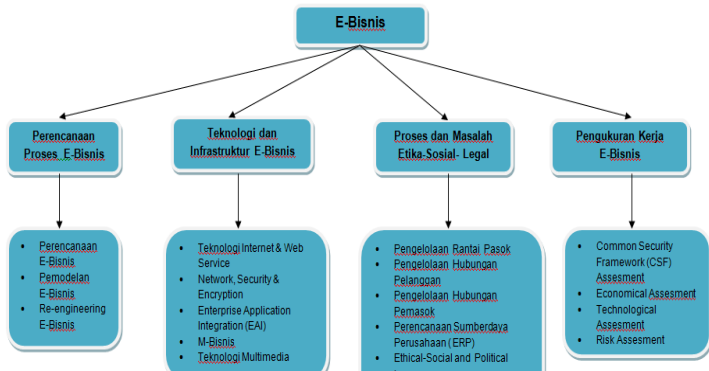 E-Bisnis
Perencanaan
Proses E-Bisnis
Teknologi dan
Infrastruktur E-Bisnis
Proses dan Masalah
Etika-Sosial- Legal
Pengukuran Kerja
E-Bisnis
Perencanaan
E-Bisnis
Pemodelan
E-Bisnis
Re-engineering
E-Bisnis
Teknologi Internet & Web
Service
Network, Security &
Encryption
Enterprise Application
Integration (EAI)
M-Bisnis
Teknologi Multimedia
Pengelolaan Rantai Pasok
Pengelolaan Hubungan
Pelanggan
Pengelolaan Hubungan
Pemasok
Perencanaan Sumberdaya
Perusahaan (ERP)
Ethical-Social and Political
Common Security
Framework (CSF)
Assesment
Economical Assesment
Technological
Assesment
Risk Assesment